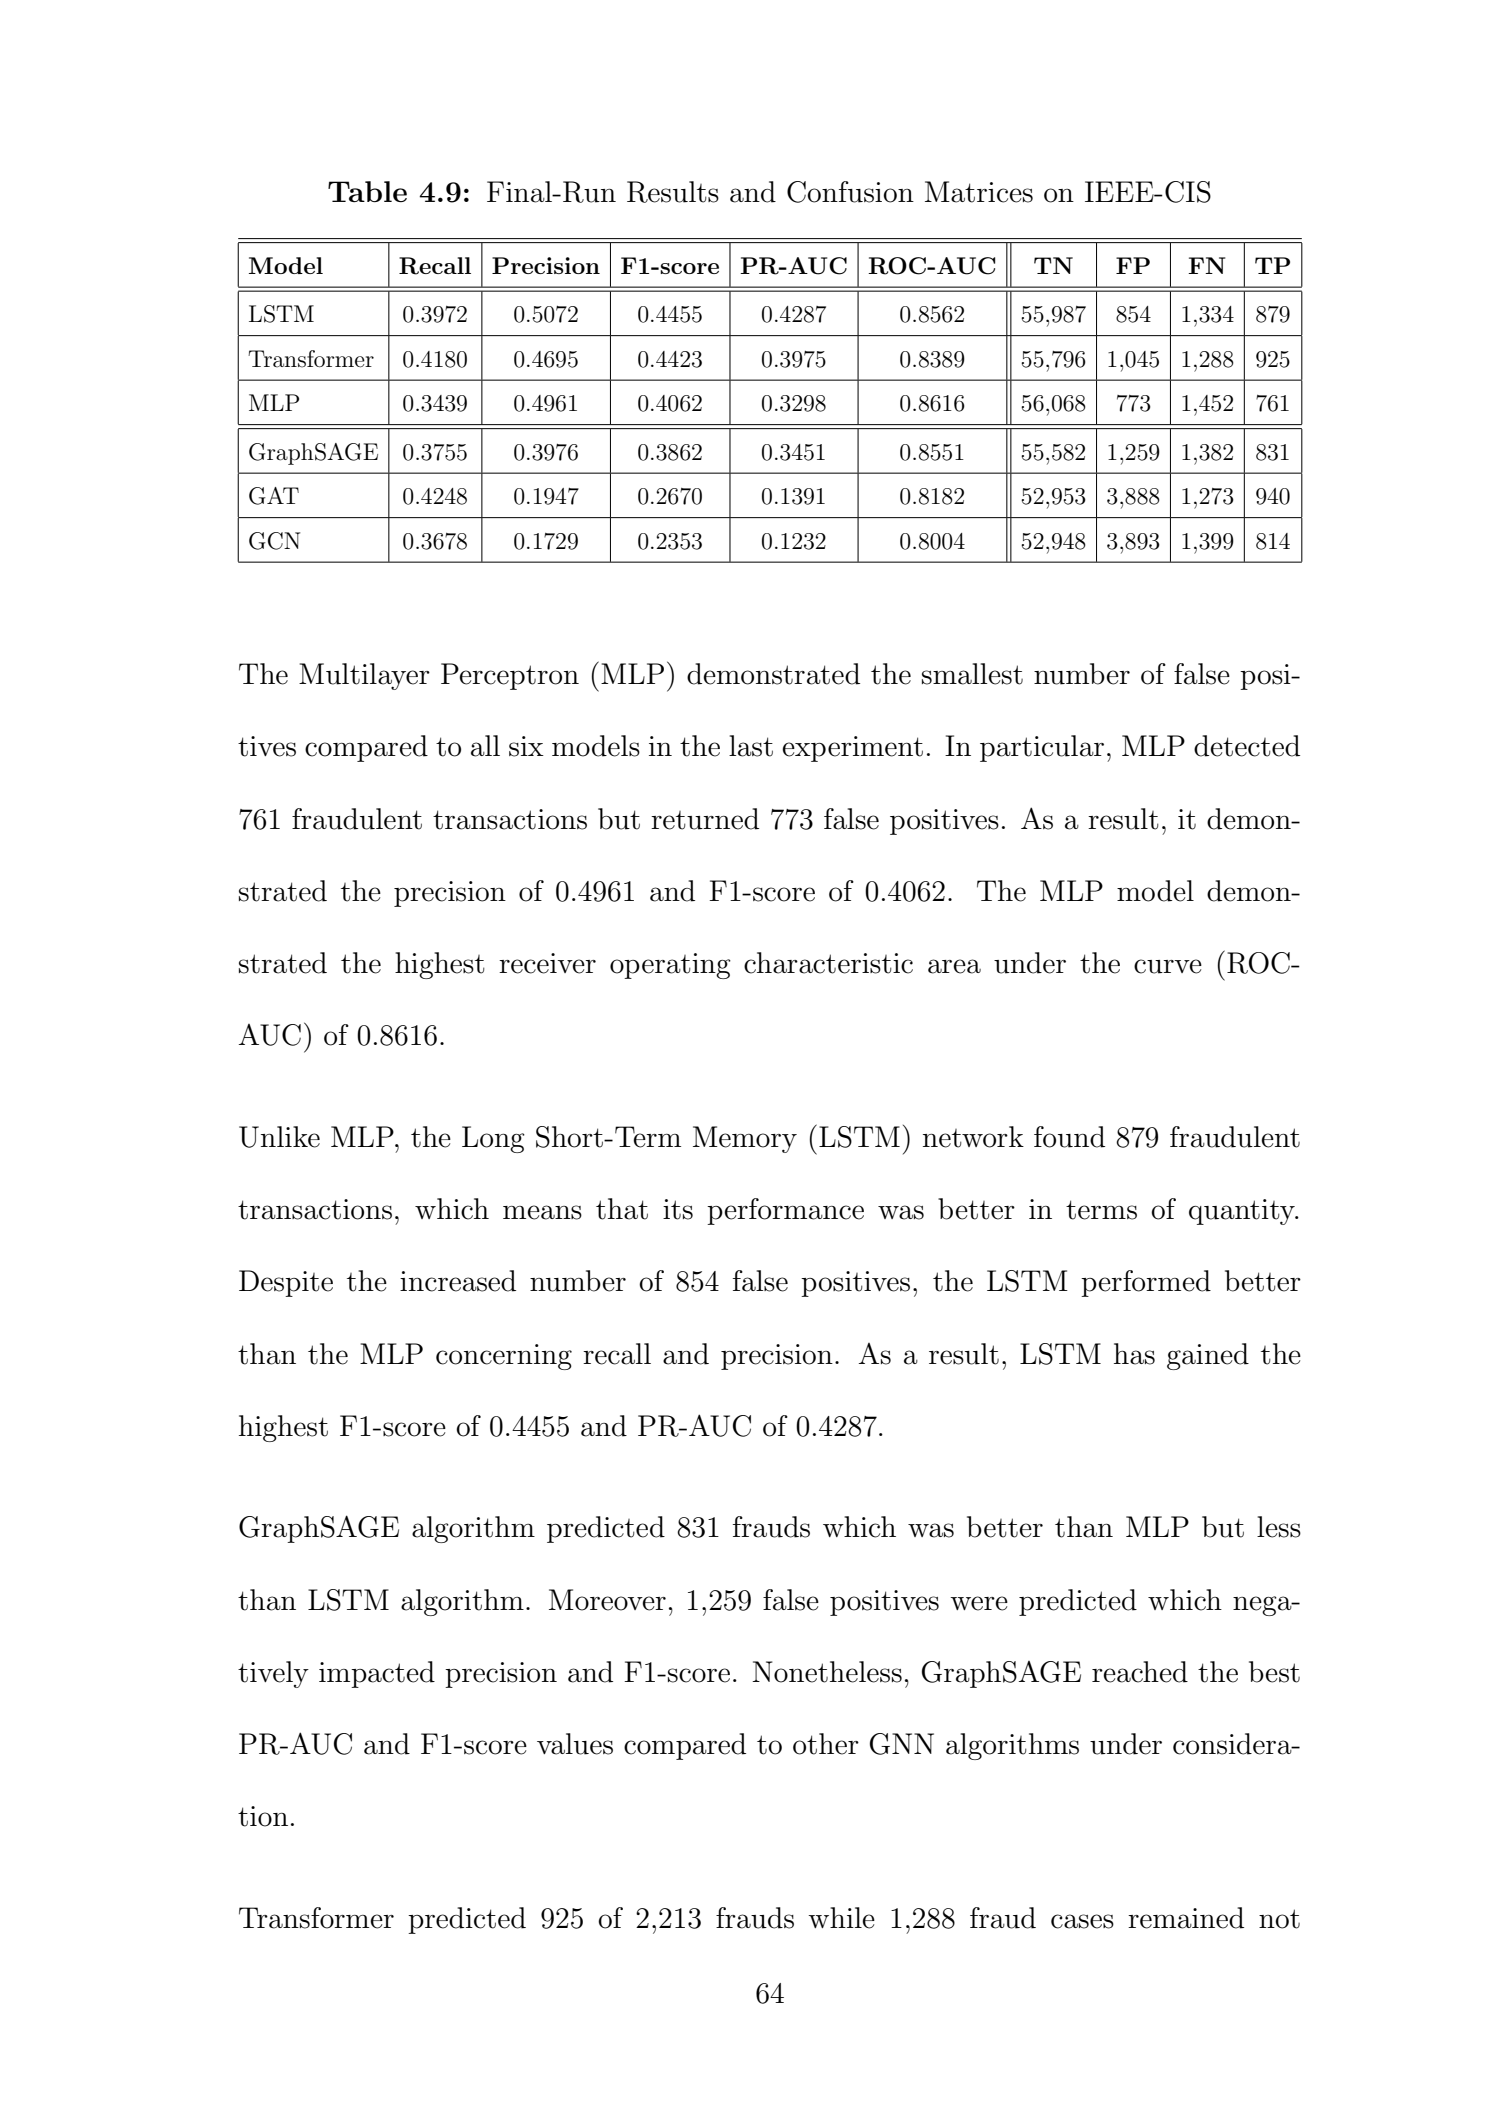 Table 4.9: Final-Run Results and Confusion Matrices on IEEE-CIS
Model Recall Precision F1-score PR-AUC ROC-AUC TN FP FN TP
LSTM 0.3972 0.5072 0.4455 0.4287 0.8562 55,987 854 1,334 879
Transformer 0.4180 0.4695 0.4423 0.3975 0.8389 55,796 1,045 1,288 925
MLP 0.3439 0.4961 0.4062 0.3298 0.8616 56,068 773 1,452 761
GraphSAGE 0.3755 0.3976 0.3862 0.3451 0.8551 55,582 1,259 1,382 831
GAT 0.4248 0.1947 0.2670 0.1391 0.8182 52,953 3,888 1,273 940
GCN 0.3678 0.1729 0.2353 0.1232 0.8004 52,948 3,893 1,399 814
The Multilayer Perceptron (MLP) demonstrated the smallest number of false posi-
tives compared to all six models in the last experiment. In particular, MLP detected
761 fraudulent transactions but returned 773 false positives. As a result, it demon-
strated the precision of 0.4961 and F1-score of 0.4062. The MLP model demon-
strated the highest receiver operating characteristic area under the curve (ROC-
AUC) of 0.8616.
Unlike MLP, the Long Short-Term Memory (LSTM) network found 879 fraudulent
transactions, which means that its performance was better in terms of quantity.
Despite the increased number of 854 false positives, the LSTM performed better
than the MLP concerning recall and precision. As a result, LSTM has gained the
highest F1-score of 0.4455 and PR-AUC of 0.4287.
GraphSAGE algorithm predicted 831 frauds which was better than MLP but less
than LSTM algorithm. Moreover, 1,259 false positives were predicted which nega-
tively impacted precision and F1-score. Nonetheless, GraphSAGE reached the best
PR-AUC and F1-score values compared to other GNN algorithms under considera-
tion.
Transformer predicted 925 of 2,213 frauds while 1,288 fraud cases remained not
64